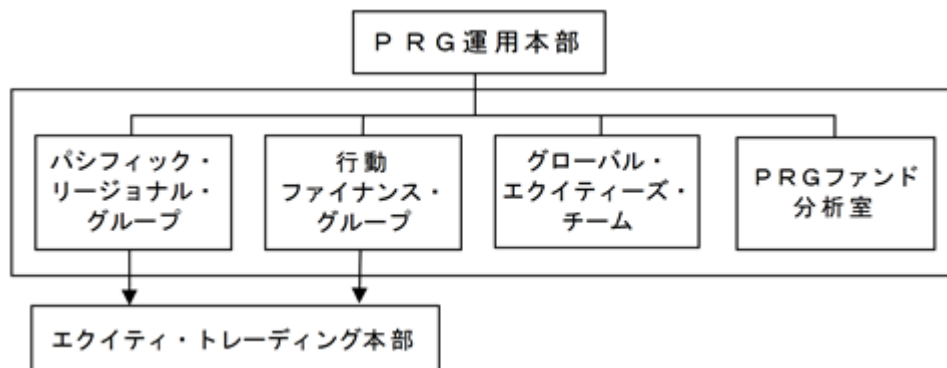 ＰＲＧ運用本部
パシフィック・
リージョナル・
グループ
行動
ファイナンス・
グループ
グローバル・
エクイティーズ・
チーム
ＰＲＧファンド
分析室
エクイティ・トレーディング本部